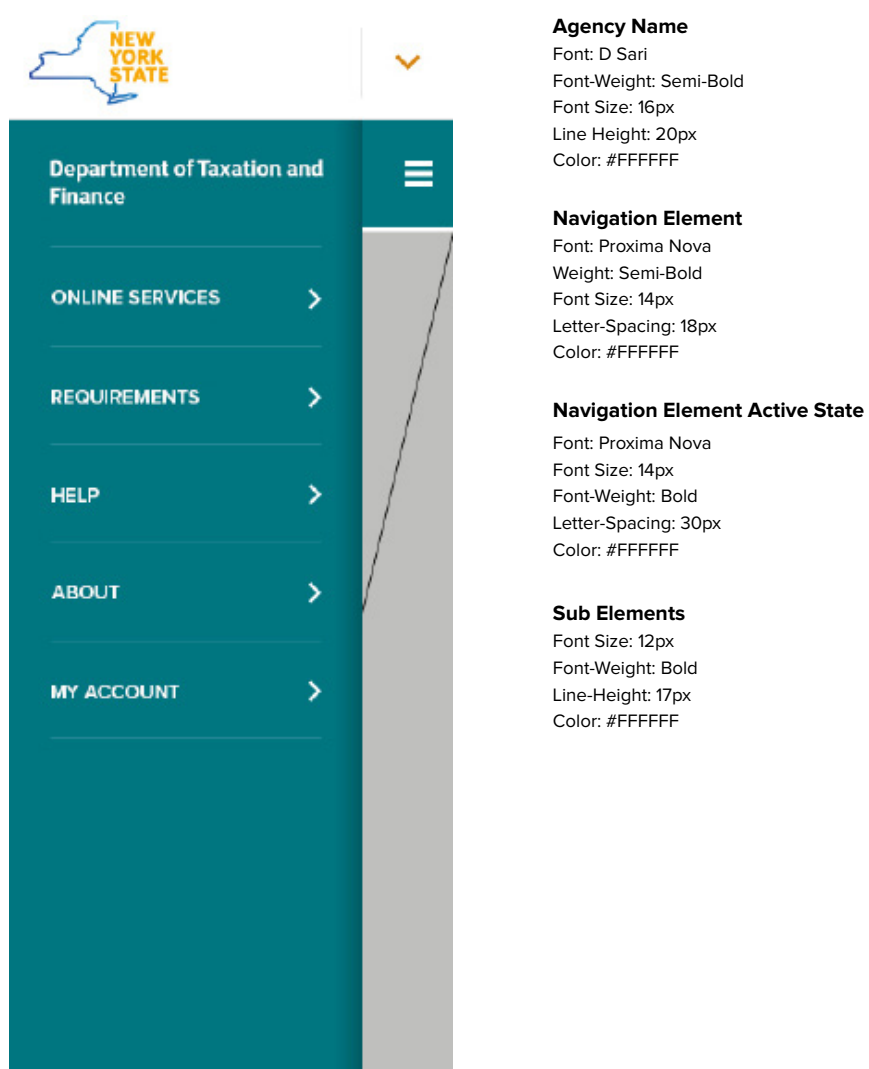 NEW
YORK
STATE
Department of Taxation and
Finance
ONLINE SERVICES
REQUIREMENTS
HELP
ABOUT
MY ACCOUNT
Agency Name
Font: D Sari
Font-Weight: Semi-Bold
Font Size: 16px
Line Height: 20px
Color: #FFFFFF
Navigation Element
Font: Proxima Nova
Weight: Semi-Bold
Font Size: 14px
Letter-Spacing: 18px
Color: #FFFFFF
Navigation Element Active State
Font: Proxima Nova
Font Size: 14px
Font-Weight: Bold
Letter-Spacing: 30px
Color: #FFFFFF
Sub Elements
Font Size: 12px
Font-Weight: Bold
Line-Height: 17px
Color: #FFFFFF